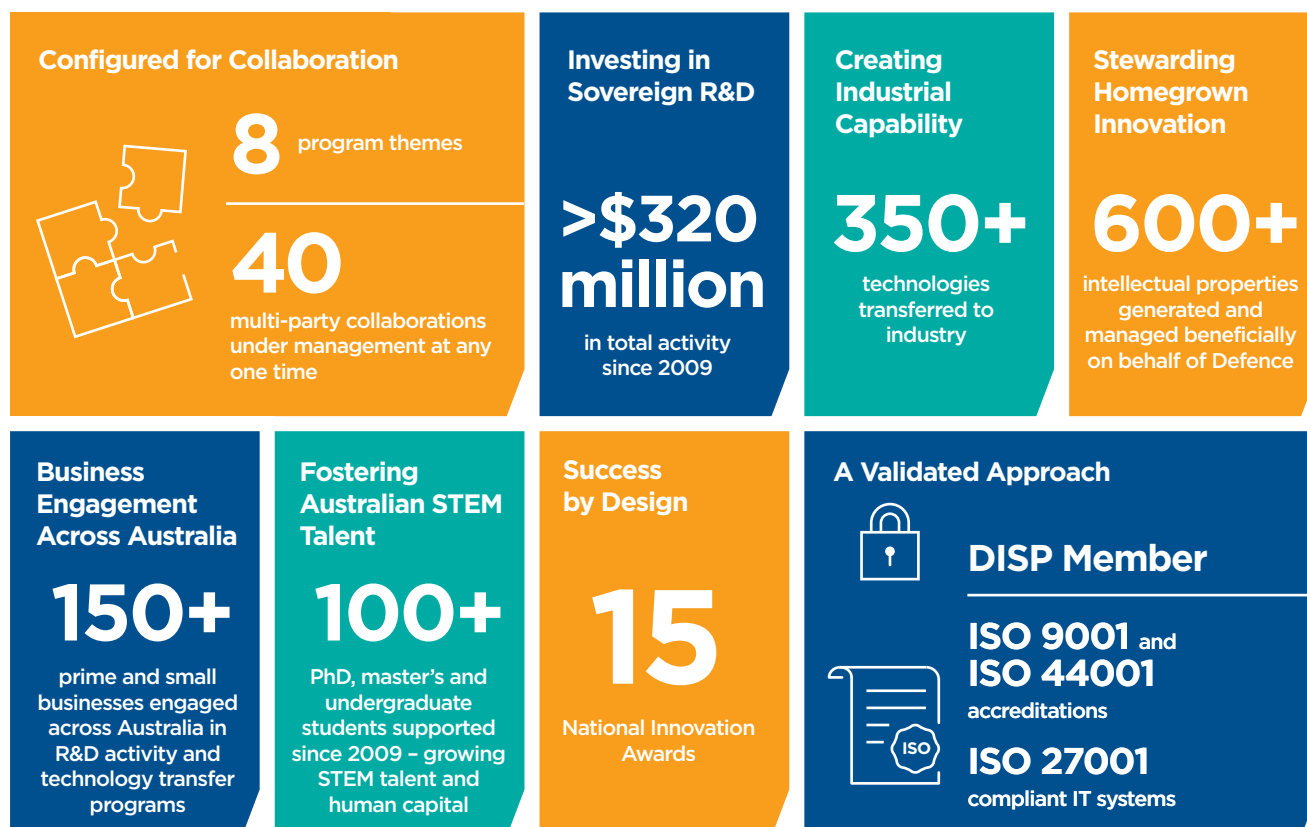 Configured for Collaboration
8 program themes
40
multi-party collaborations
under management at any
one time
Investing in
Sovereign R&D
>$320
million
in total activity
since 2009
Creating
Industrial
Capability
350+
technologies
transferred to
industry
Stewarding
Homegrown
Innovation
600+
intellectual properties
generated and
managed beneficially
on behalf of Defence
Business
Engagement
Across Australia
150+
prime and small
businesses engaged
across Australia in
R&D activity and
technology transfer
programs
Fostering
Australian STEM
Talent
100+
PhD, master’s and
undergraduate
students supported
since 2009 – growing
STEM talent and
human capital
Success
by Design
15
National Innovation
Awards
A Validated Approach
DISP Member
ISO 9001 and
ISO 44001
accreditations
ISO
ISO 27001
compliant IT systems